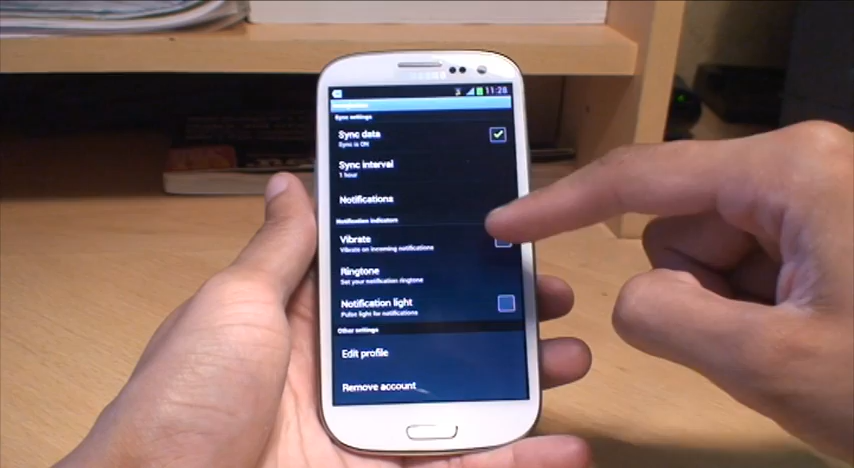 SAMSUNG
11:28
Sync settings
Sync data
Sync is ON
Sync interval
1 hour
Notifications
Notification indicators
Vibrate
Vibrate on incoming notifications
Ringtone
Set your notification ringtone
Notification light
Pulse light for notifications
Other settings
Edit profile
Remove account